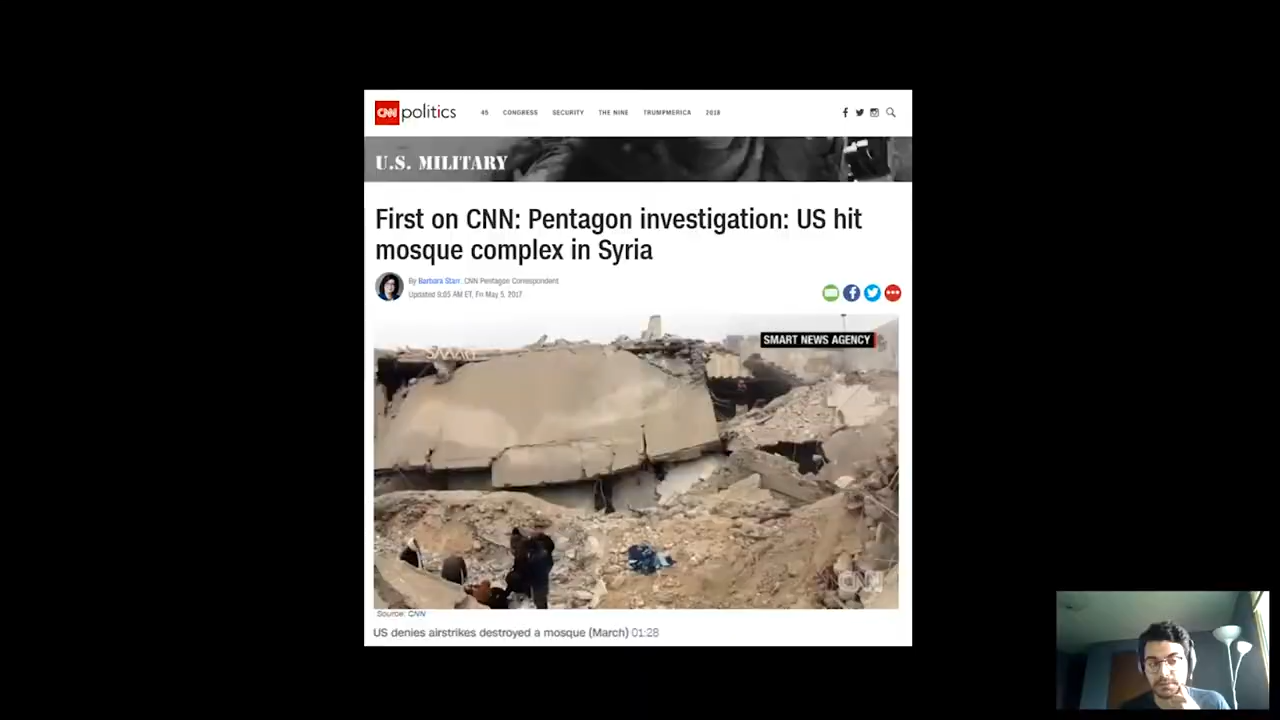 CNN politics 45 CONGRESS SECURITY THE NINE TRUMPMERICA 2018
U.S. MILITARY
First on CNN: Pentagon investigation: US hit
mosque complex in Syria
By Barbara Starr, CNN Pentagon Correspondent
Updated 9:05 AM ET, Fri May 5, 2017
SMART NEWS AGENCY
SMART
CNN
Source: CNN
US denies airstrikes destroyed a mosque (March) 01:28